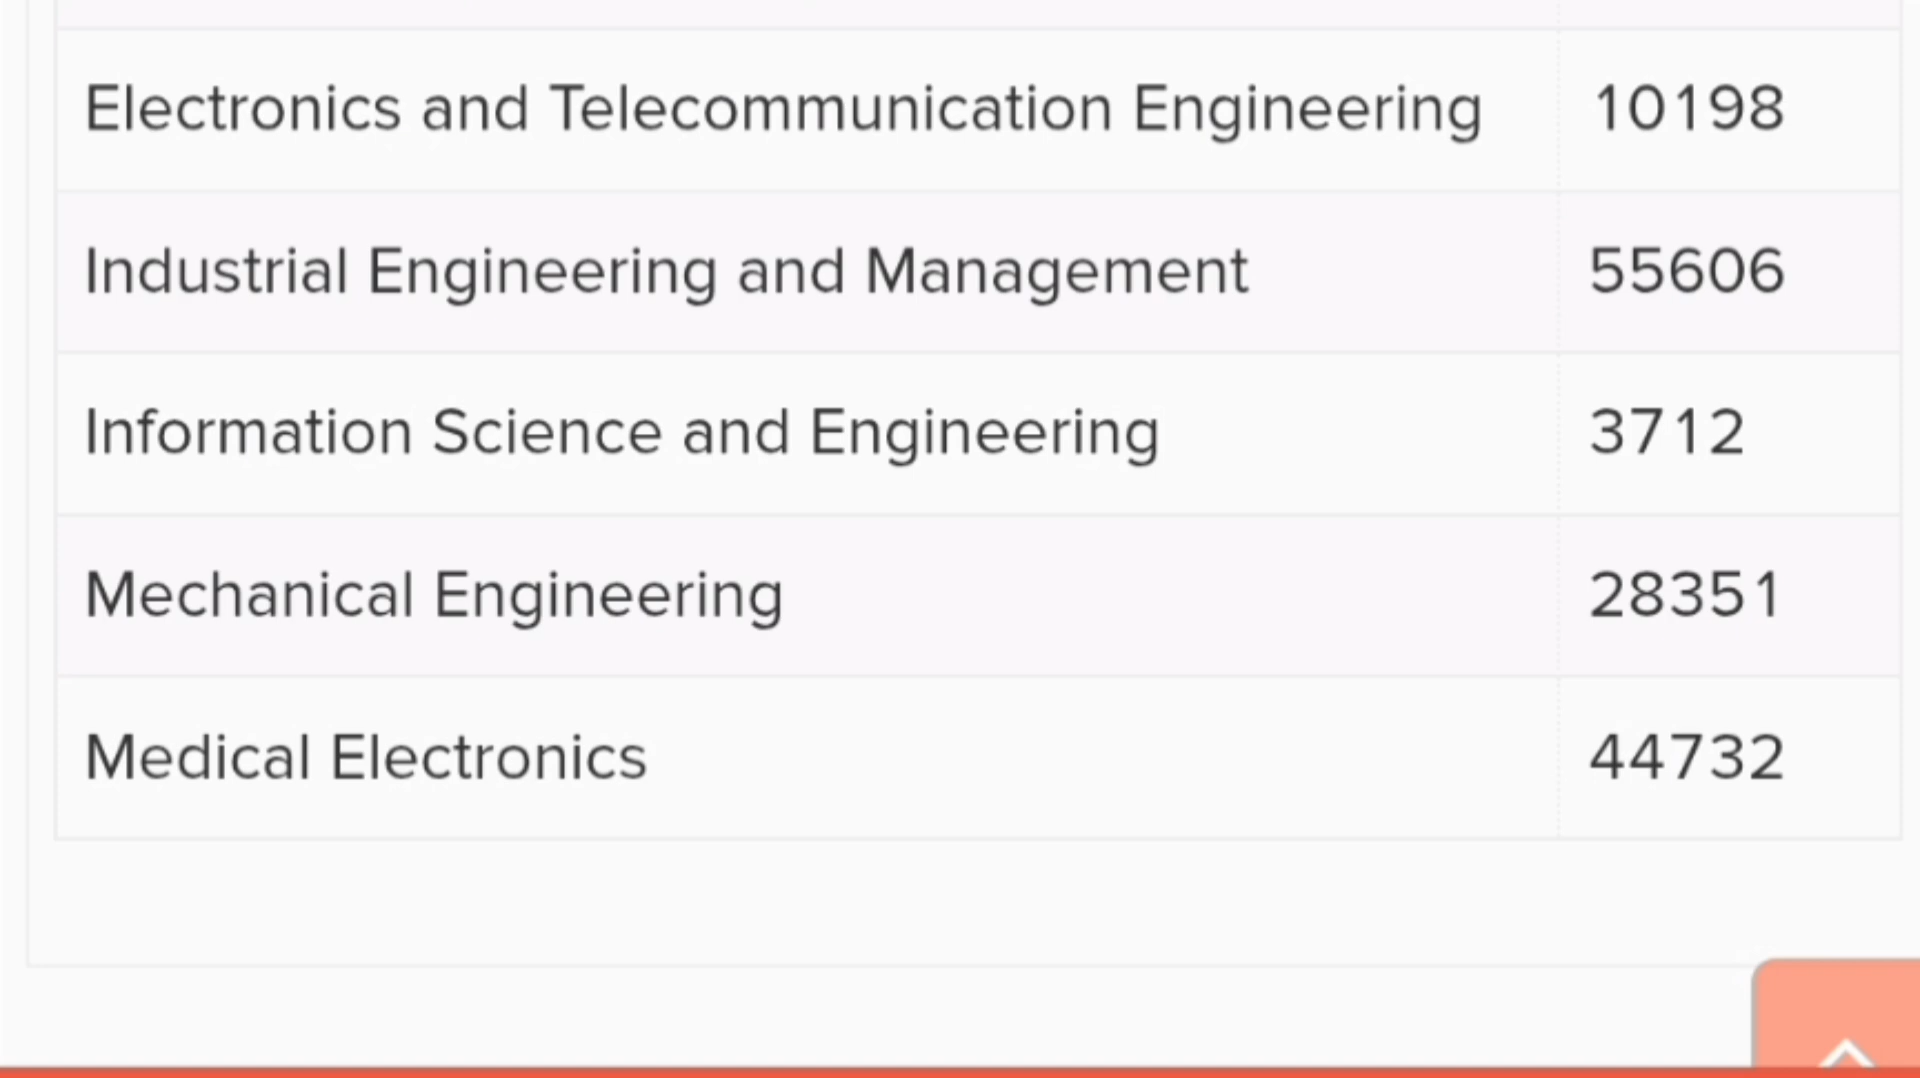 Electronics and Telecommunication Engineering 10198
Industrial Engineering and Management 55606
Information Science and Engineering 3712
Mechanical Engineering 28351
Medical Electronics 44732